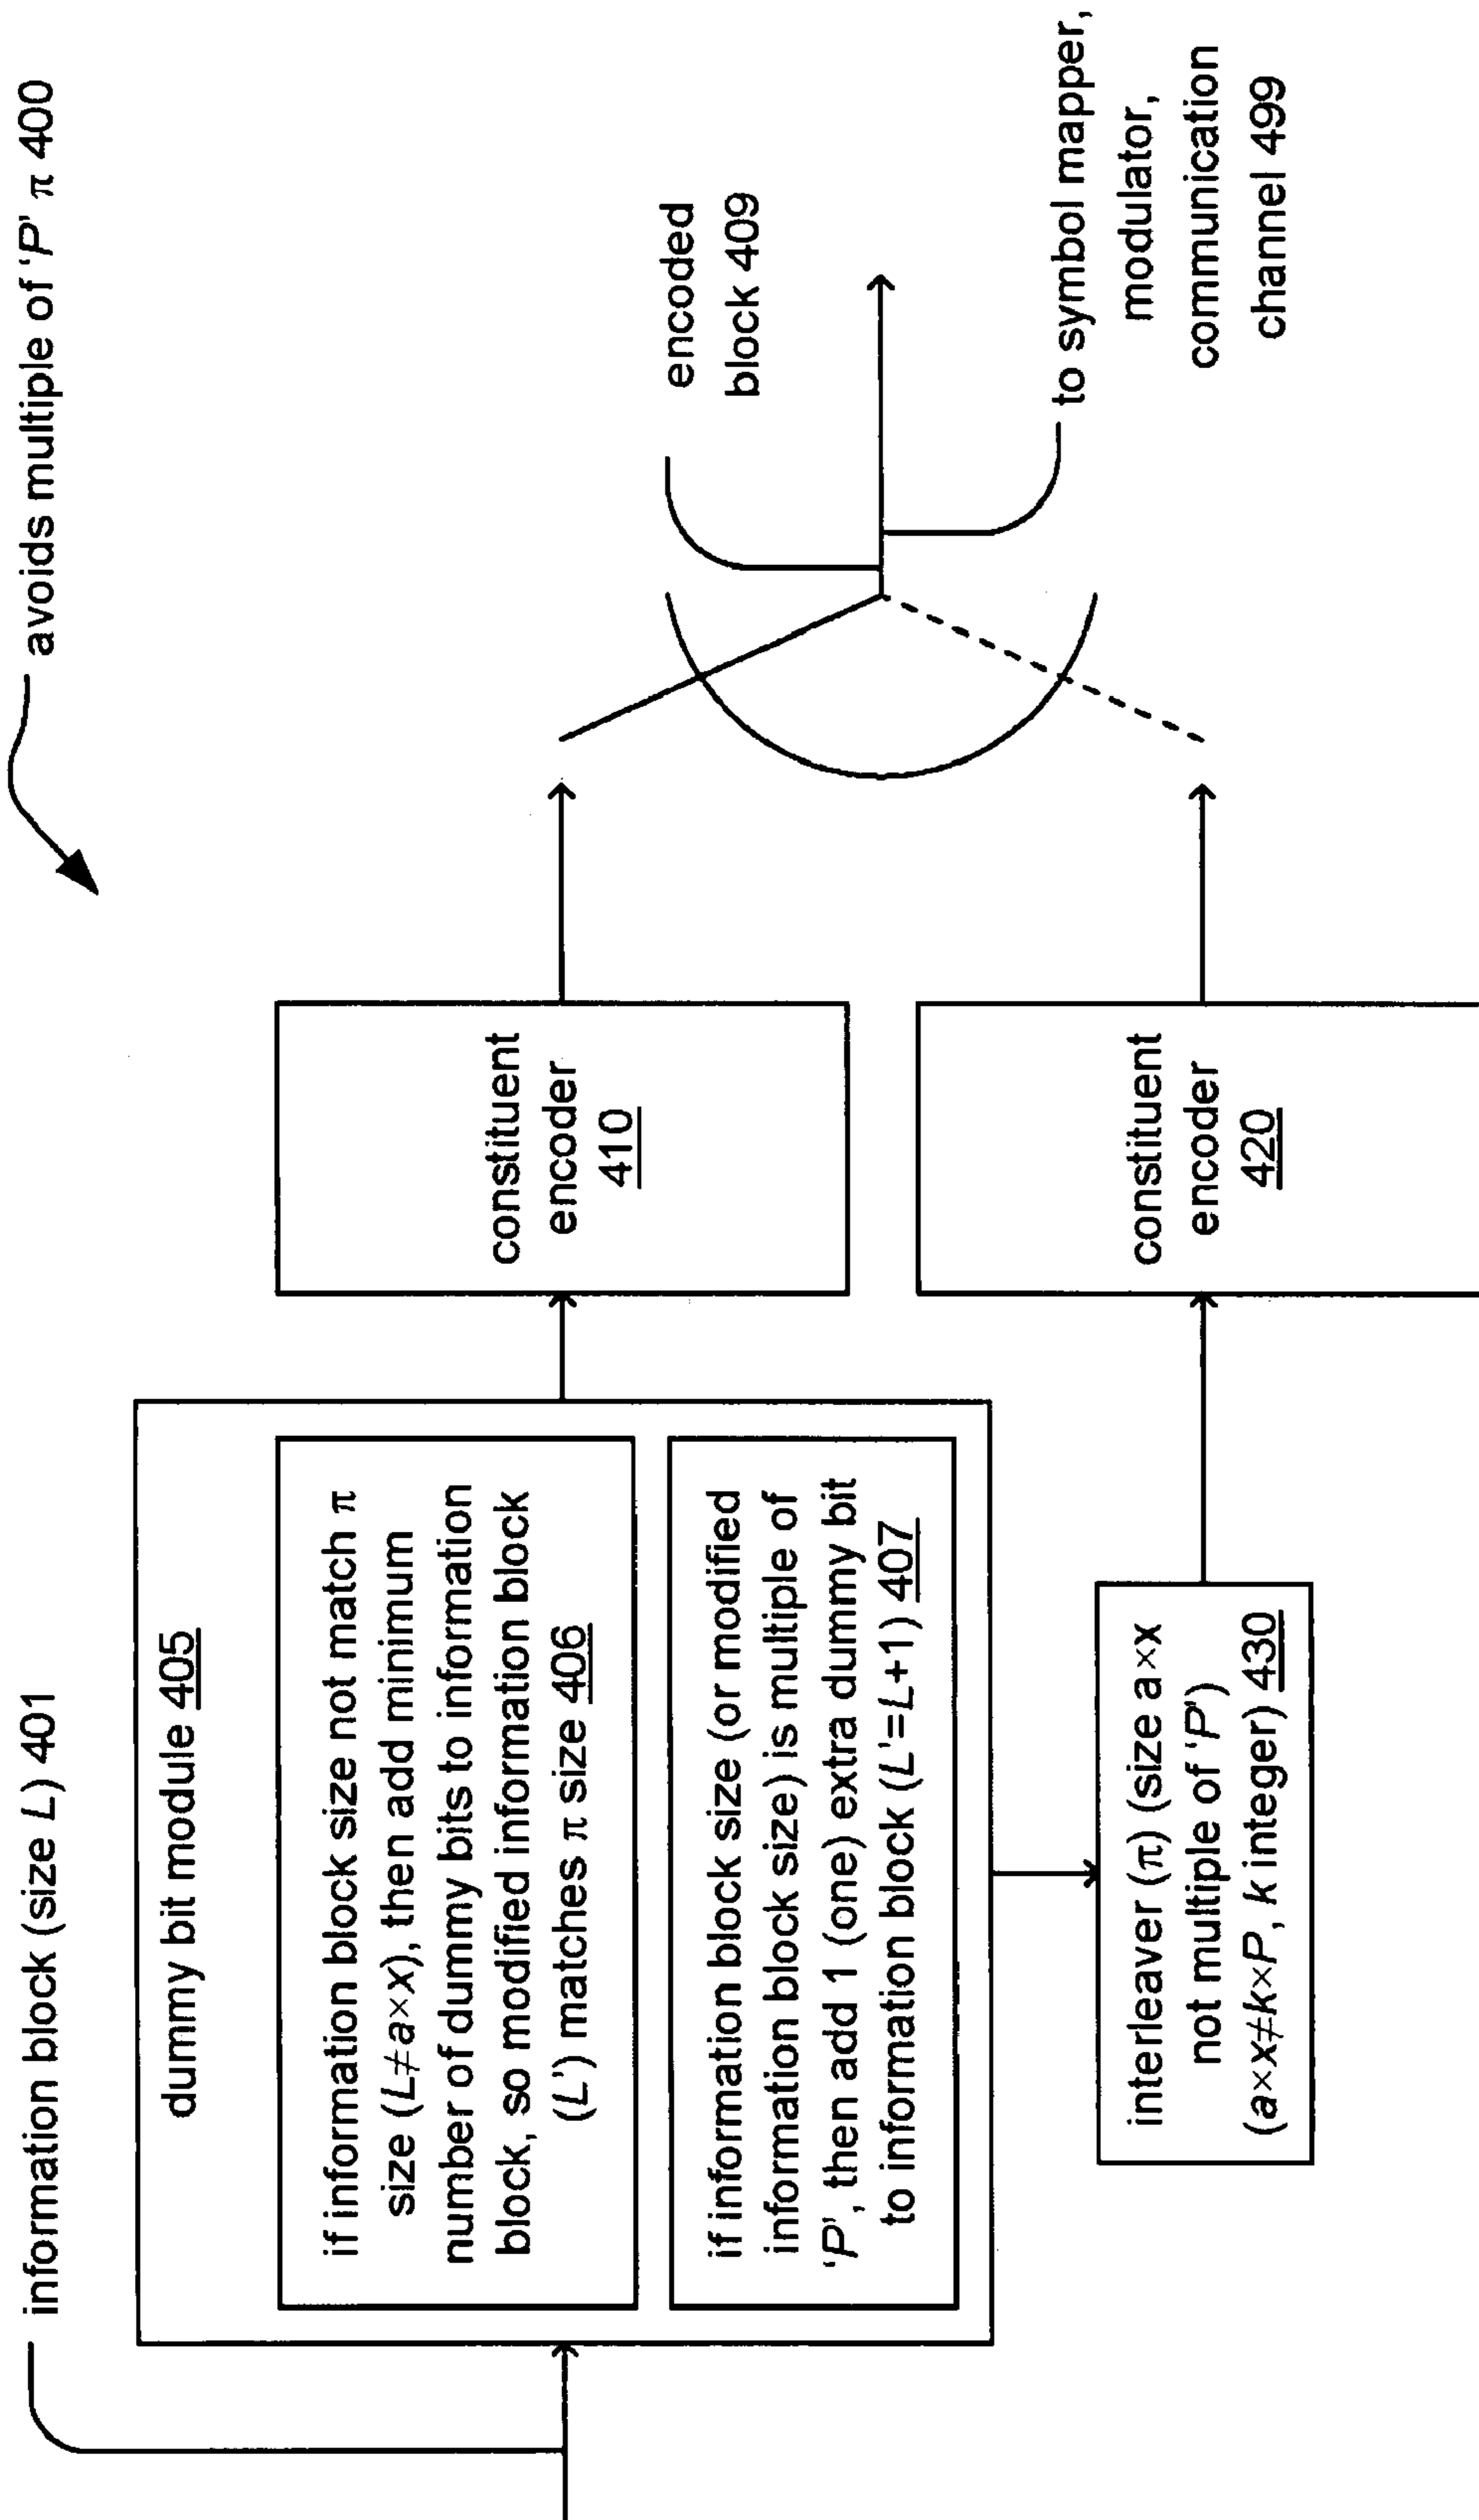 avoids multiple of 'P' π 400
information block (size L) 401
dummy bit module 405
if information block size not match π
size (L≠a×x), then add minimum
number of dummy bits to information
block, so modified information block
(L') matches π size 406
if information block size (or modified
information block size) is multiple of
'P', then add 1 (one) extra dummy bit
to information block (L'=L+1) 407
interleaver (π) (size a×x
not multiple of 'P')
(a×x≠k×P, k integer) 430
constituent
encoder
410
constituent
encoder
420
encoded
block 409
to symbol mapper,
modulator,
communication
channel 499